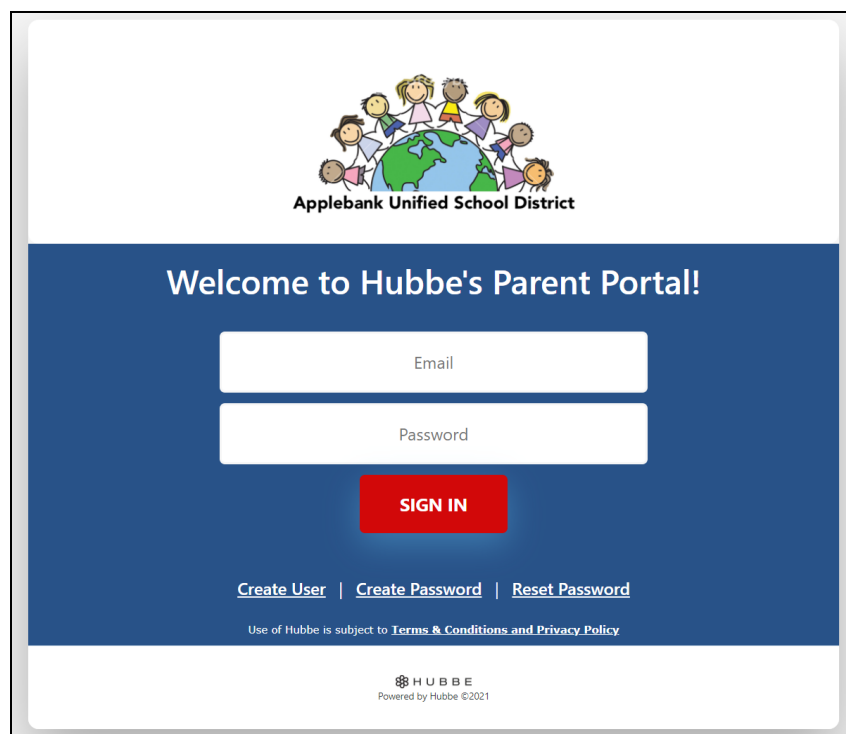 Applebank Unified School District
Welcome to Hubbe's Parent Portal!
Email
Password
SIGN IN
Create User | Create Password | Reset Password
Use of Hubbe is subject to Terms & Conditions and Privacy Policy
HUBBE
Powered by Hubbe ©2021